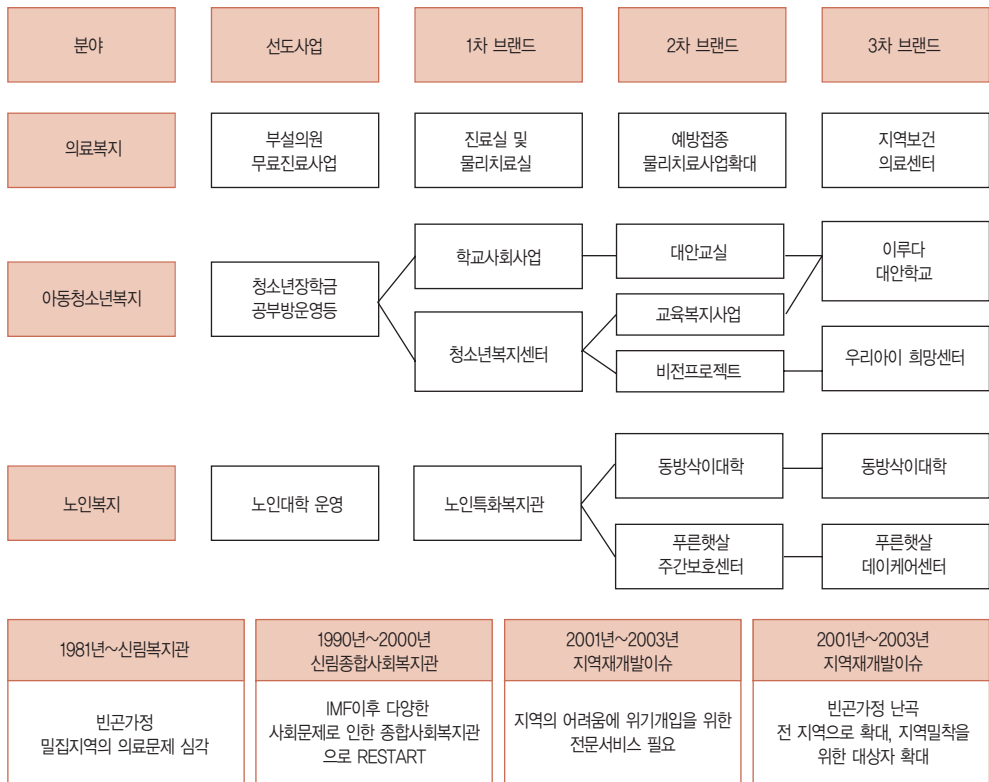 분야
선도사업
1차 브랜드
2차 브랜드
3차 브랜드
의료복지
부설의원
무료진료사업
진료실 및
물리치료실
예방접종
물리치료사업확대
지역보건
의료센터
아동청소년복지
청소년장학금
공부방운영등
학교사회사업
청소년복지센터
대안교실
교육복지사업
비전프로젝트
이루다
대안학교
우리아이 희망센터
노인복지
노인대학 운영
노인특화복지관
동방삭이대학
푸른햇살
주간보호센터
동방삭이대학
푸른햇살
데이케어센터
1981년~신림복지관
빈곤가정
밀집지역의 의료문제 심각
1990년~2000년
신림종합사회복지관
IMF이후 다양한
사회문제로 인한 종합사회복지관
으로 RESTART
2001년~2003년
지역재개발이슈
지역의 어려움에 위기개입을 위한
전문서비스 필요
2001년~2003년
지역재개발이슈
빈곤가정 난곡
전 지역으로 확대, 지역밀착을
위한 대상자 확대